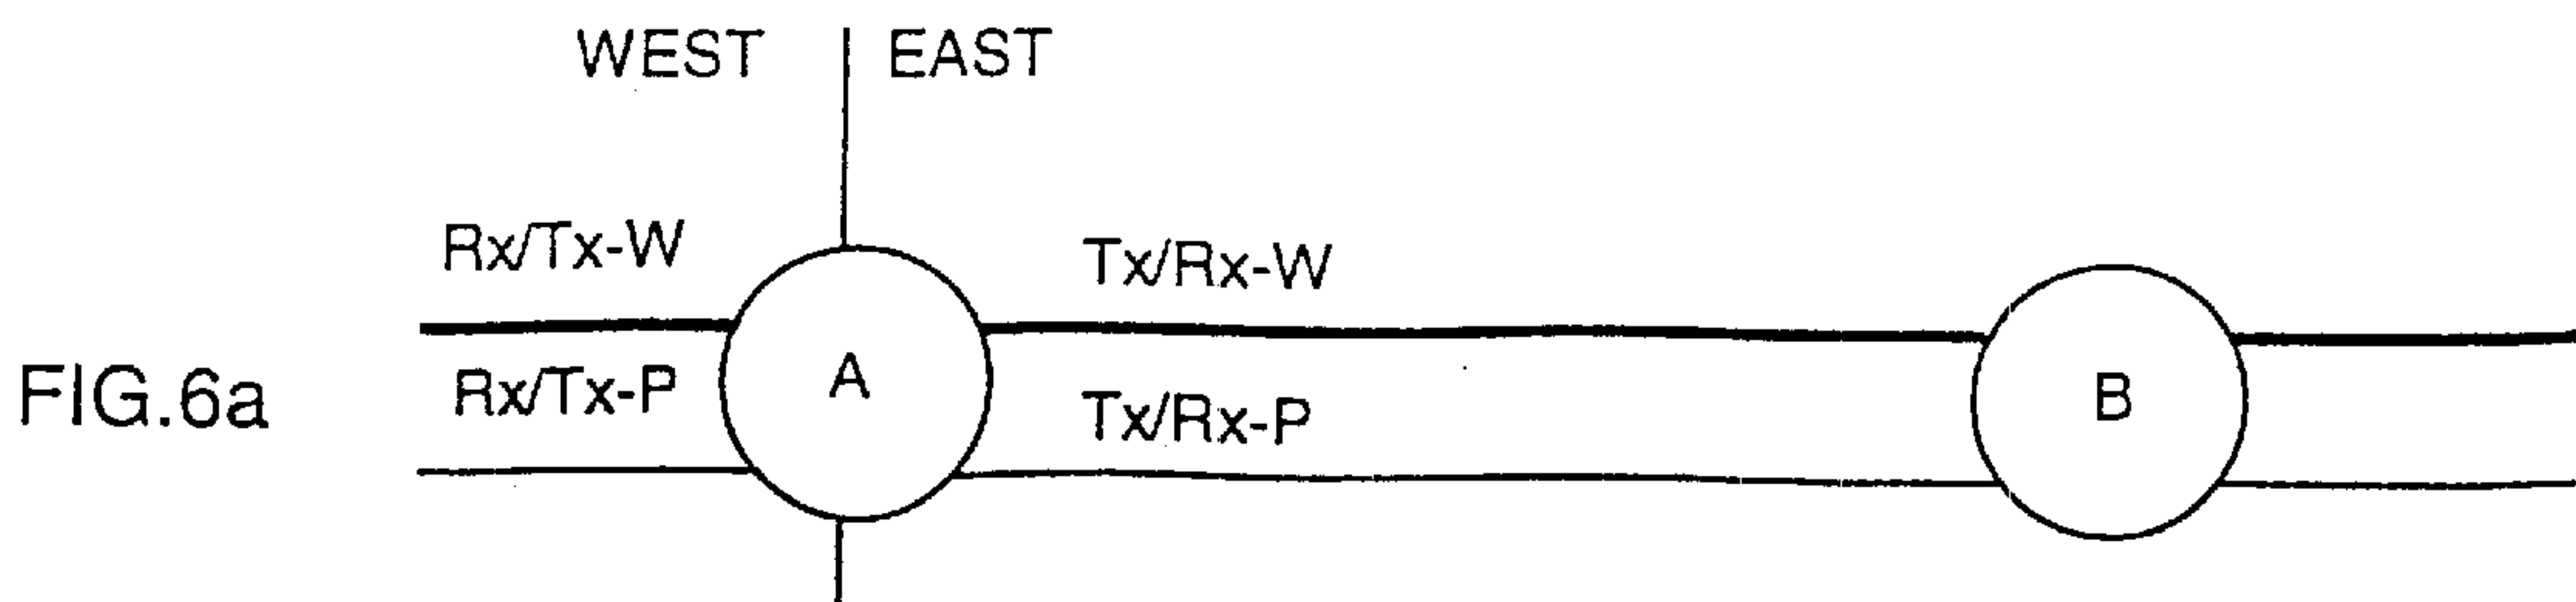 WEST EAST
Rx/Tx-W Tx/Rx-W
FIG.6a Rx/Tx-P A Tx/Rx-P B